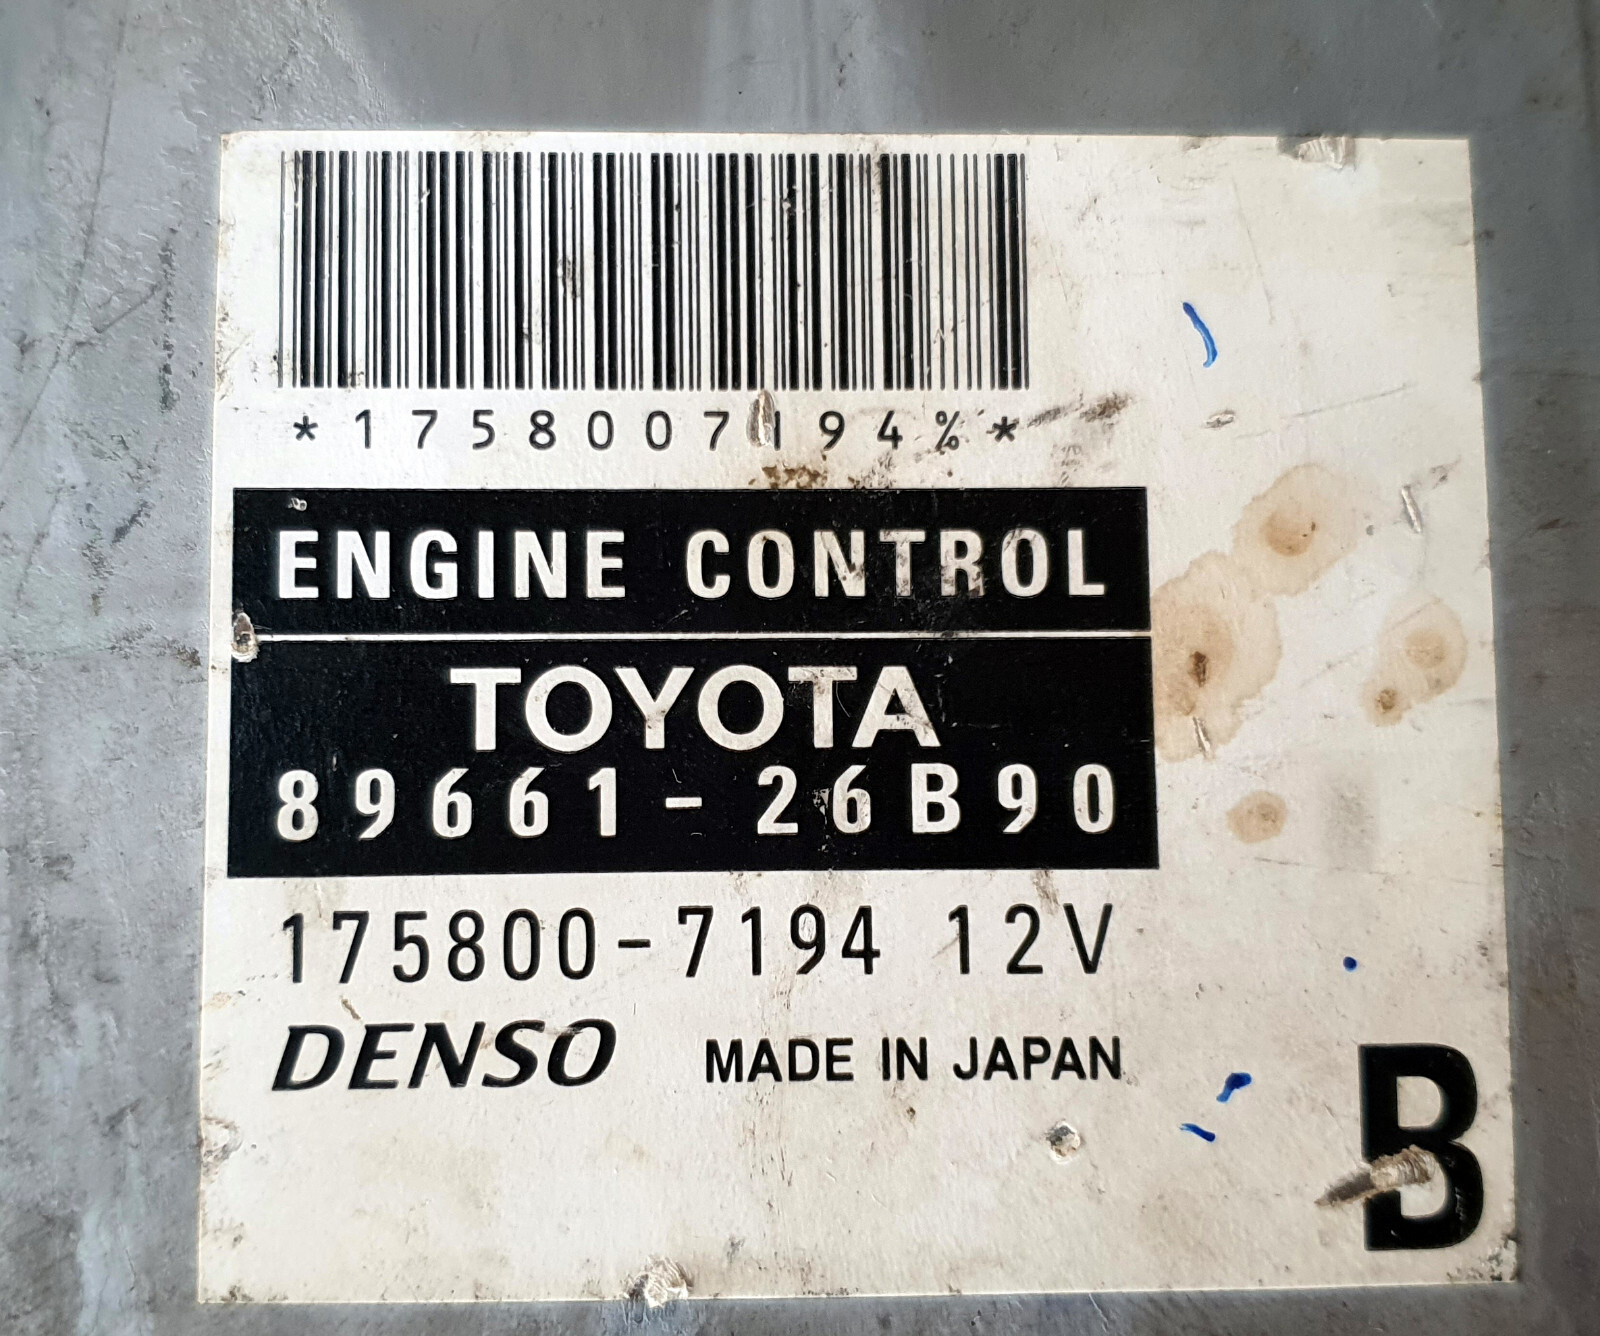 *1758007194%*
ENGINE CONTROL
TOYOTA
89661-26B90
175800-7194 12V
DENSO MADE IN JAPAN
B